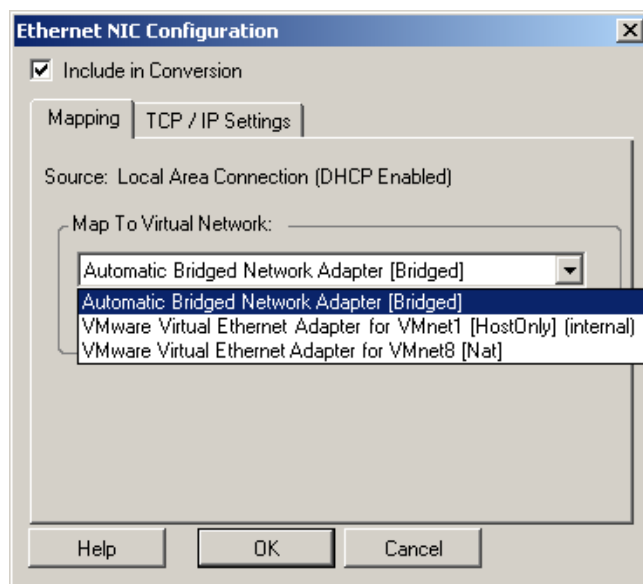 Ethernet NIC Configuration
Include in Conversion
Mapping
TCP / IP Settings
Source: Local Area Connection (DHCP Enabled)
Map To Virtual Network:
Automatic Bridged Network Adapter [Bridged]
Automatic Bridged Network Adapter [Bridged]
VMware Virtual Ethernet Adapter for VMnet1 [HostOnly] (internal)
VMware Virtual Ethernet Adapter for VMnet8 [Nat]
Help
OK
Cancel